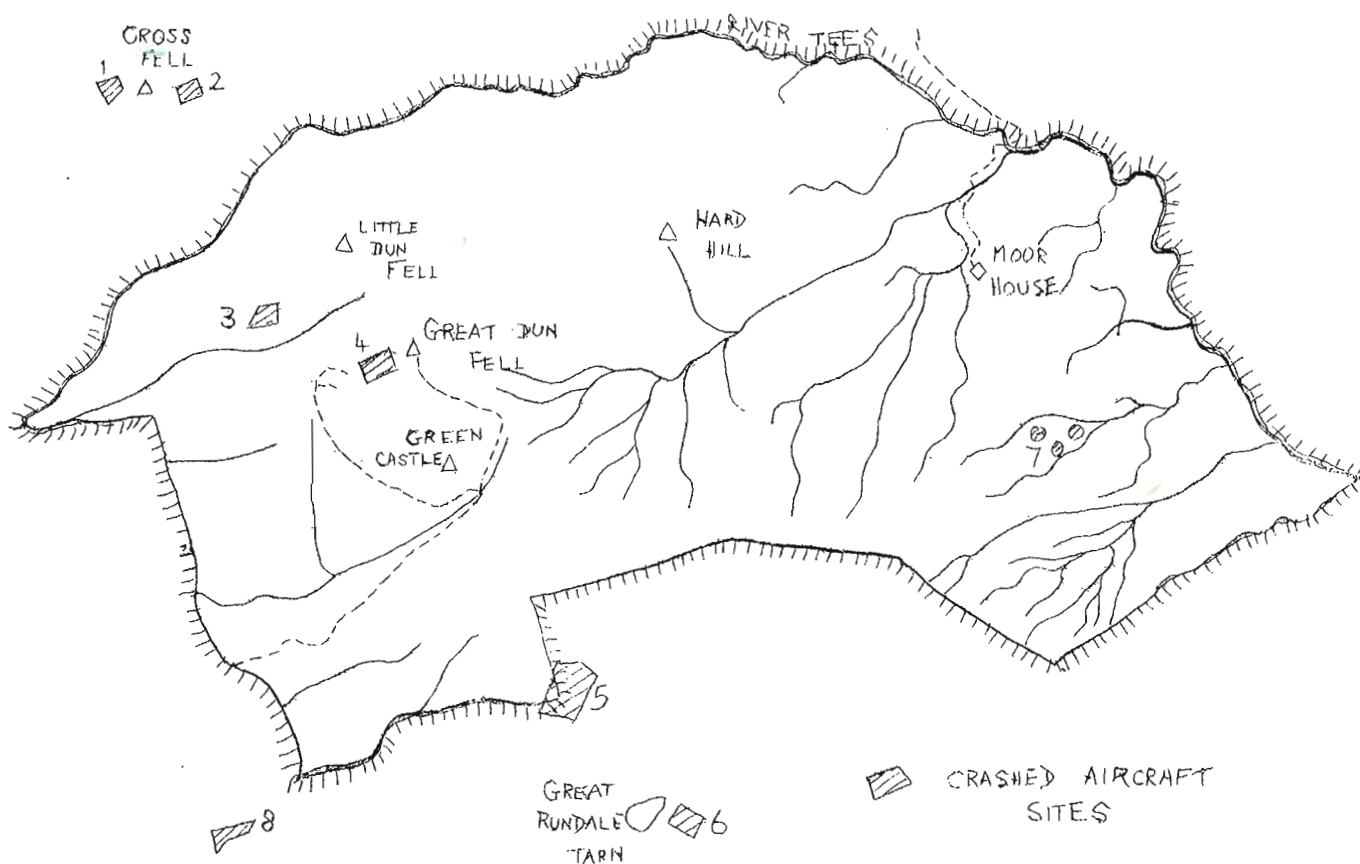 CROSS
FELL
1
2
RIVER TEES
LITTLE
DUN
FELL
HARD
HILL
MOOR
HOUSE
3
4
GREAT DUN
FELL
GREEN
CASTLE
7
5
GREAT
RUNDALE
TARN
6
8
CRASHED AIRCRAFT
SITES